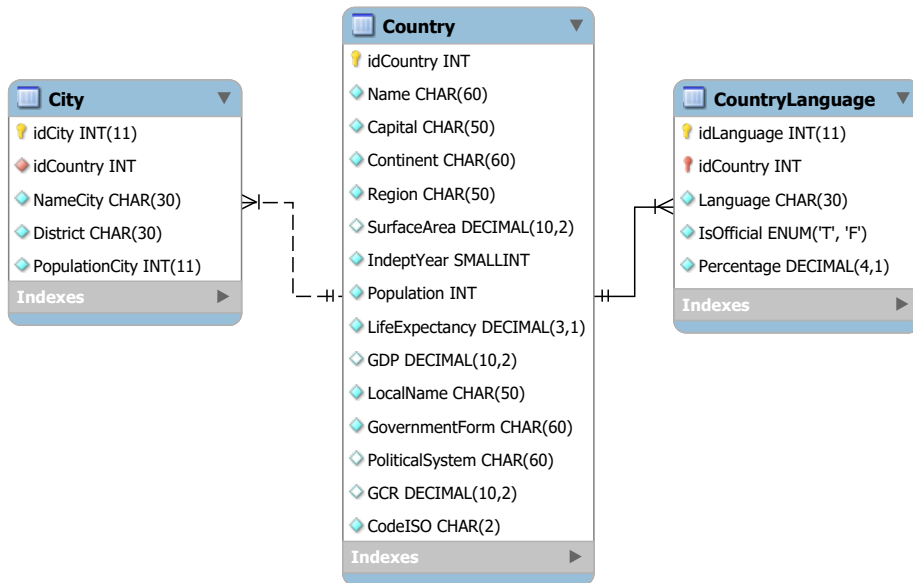 City
idCity INT(11)
idCountry INT
NameCity CHAR(30)
District CHAR(30)
PopulationCity INT(11)
Indexes
Country
idCountry INT
Name CHAR(60)
Capital CHAR(50)
Continent CHAR(60)
Region CHAR(50)
SurfaceArea DECIMAL(10,2)
IndeptYear SMALLINT
Population INT
LifeExpectancy DECIMAL(3,1)
GDP DECIMAL(10,2)
LocalName CHAR(50)
GovernmentForm CHAR(60)
PoliticalSystem CHAR(60)
GCR DECIMAL(10,2)
CodeISO CHAR(2)
Indexes
CountryLanguage
idLanguage INT(11)
idCountry INT
Language CHAR(30)
IsOfficial ENUM('T', 'F')
Percentage DECIMAL(4,1)
Indexes